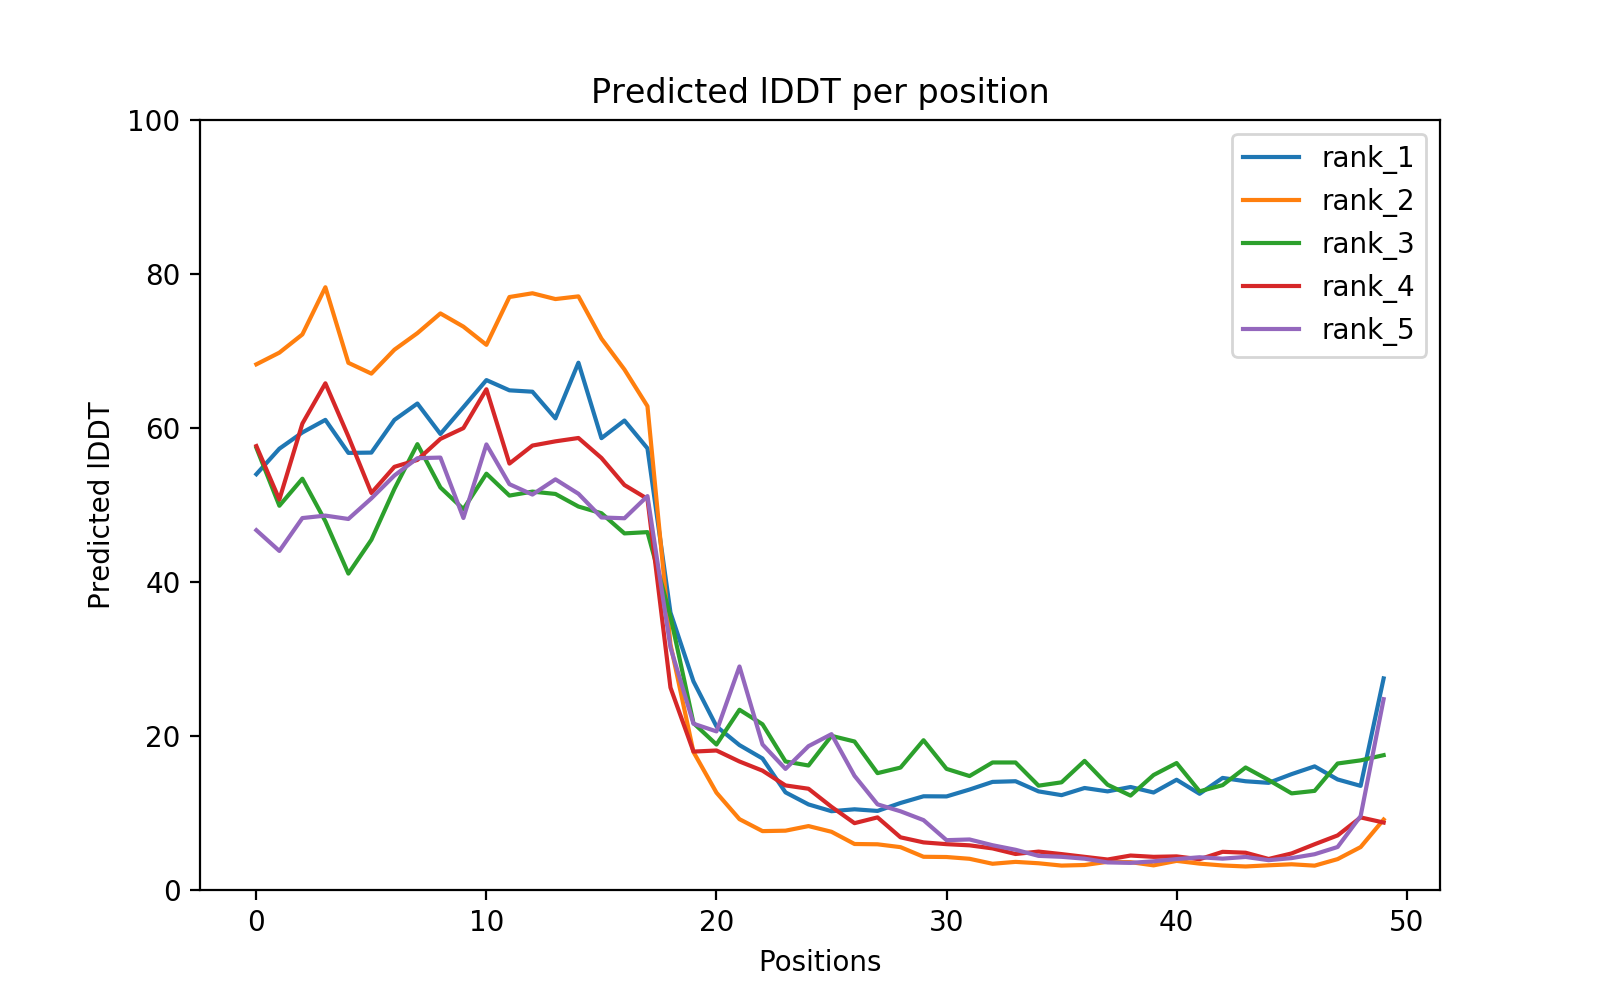 Predicted lDDT per position
100
80
60
40
20
0
Predicted lDDT
rank_1
rank_2
rank_3
rank_4
rank_5
0 10 20 30 40 50
Positions